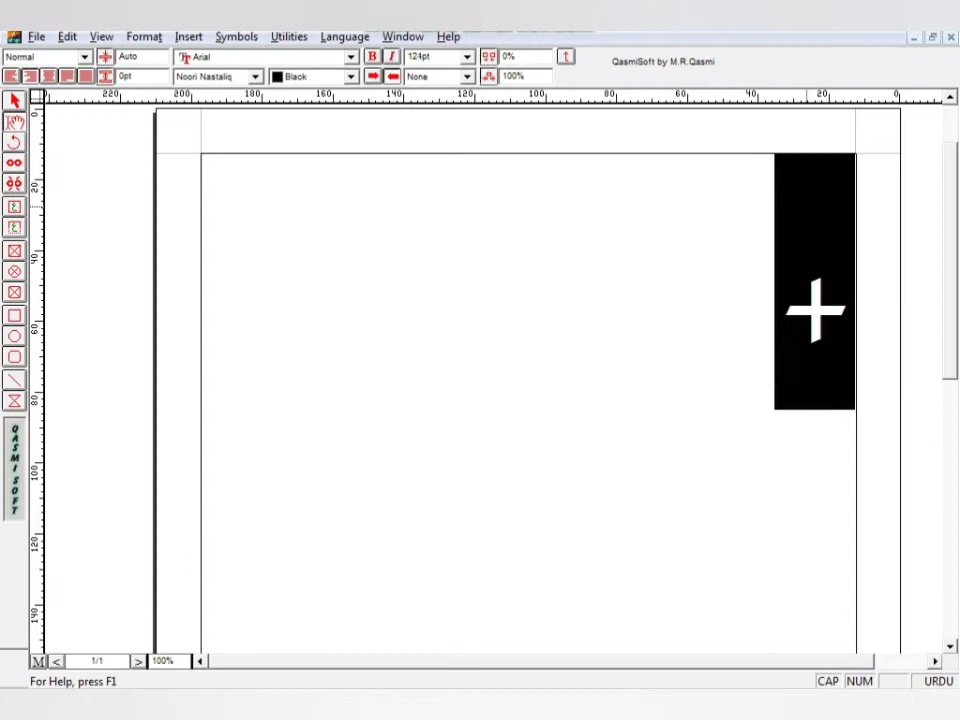 File Edit View Format Insert Symbols Utilities Language Window Help
Normal Auto Arial B I 124pt 0% QasmiSoft by M.R.Qasmi
0pt Noori Nastaliq Black None 100%
220 200 180 160 140 120 100 80 60 40 20 0
0
20
40
60
80
100
120
140
QASMI SOFT
+
M < 1/1 > 100%
For Help, press F1 CAP NUM URDU